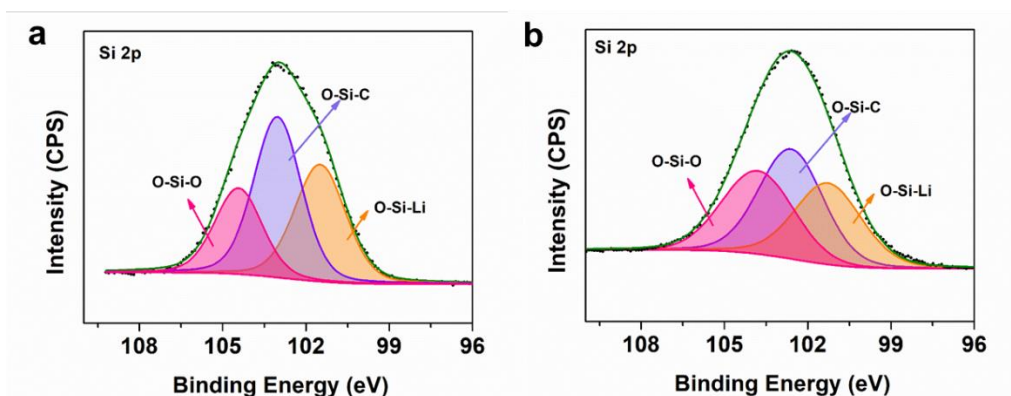 a
Si 2p
O-Si-C
O-Si-O
O-Si-Li
Intensity (CPS)
108 105 102 99 96
Binding Energy (eV)
b
Si 2p
O-Si-C
O-Si-O
O-Si-Li
Intensity (CPS)
108 105 102 99 96
Binding Energy (eV)